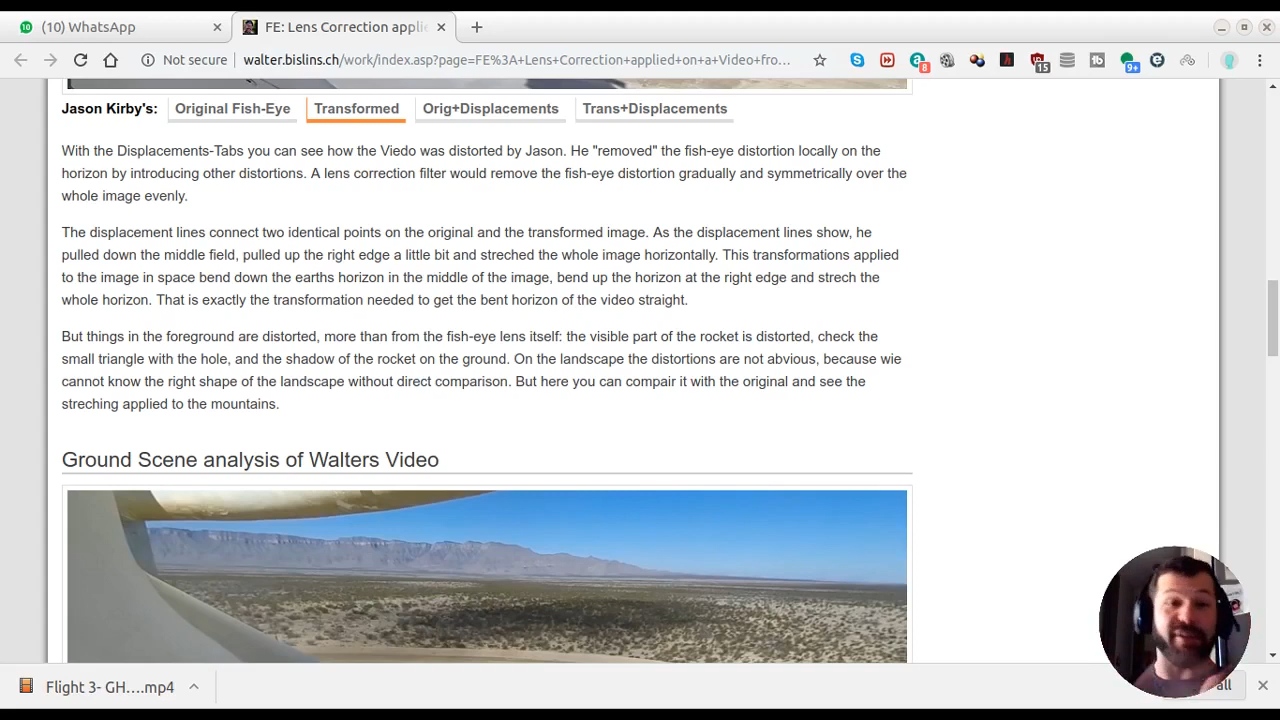 (10) WhatsApp
FE: Lens Correction appli
Not secure walter.bislins.ch/work/index.asp?page=FE%3A+Lens+Correction+applied+on+a+Video+fro...
8
15
9+
Jason Kirby's: Original Fish-Eye Transformed Orig+Displacements Trans+Displacements
With the Displacements-Tabs you can see how the Viedo was distorted by Jason. He "removed" the fish-eye distortion locally on the
horizon by introducing other distortions. A lens correction filter would remove the fish-eye distortion gradually and symmetrically over the
whole image evenly.
The displacement lines connect two identical points on the original and the transformed image. As the displacement lines show, he
pulled down the middle field, pulled up the right edge a little bit and streched the whole image horizontally. This transformations applied
to the image in space bend down the earths horizon in the middle of the image, bend up the horizon at the right edge and strech the
whole horizon. That is exactly the transformation needed to get the bent horizon of the video straight.
But things in the foreground are distorted, more than from the fish-eye lens itself: the visible part of the rocket is distorted, check the
small triangle with the hole, and the shadow of the rocket on the ground. On the landscape the distortions are not abvious, because wie
cannot know the right shape of the landscape without direct comparison. But here you can compair it with the original and see the
streching applied to the mountains.
Ground Scene analysis of Walters Video
Flight 3- GH....mp4
all